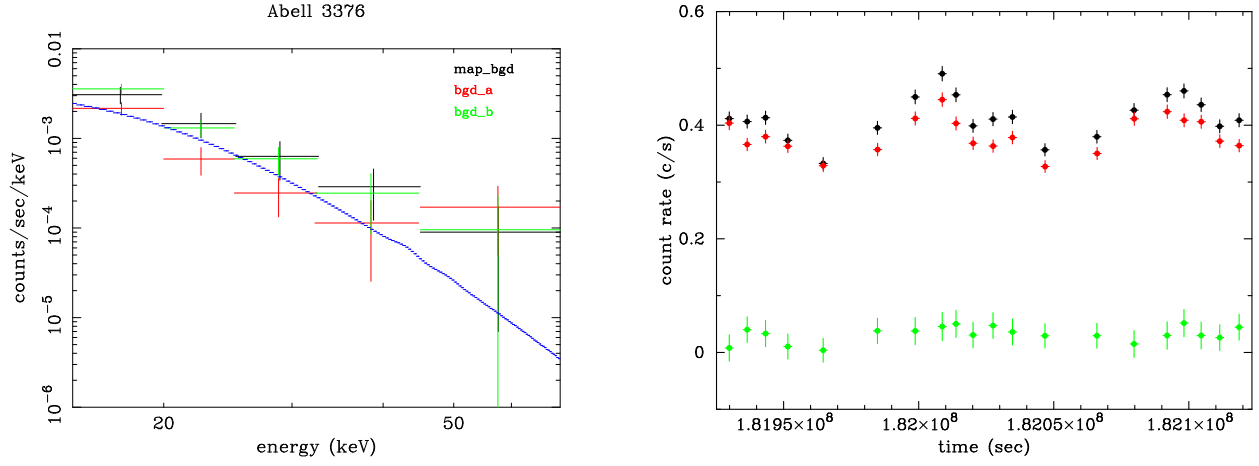 Abell 3376
map_bgd
bgd_a
bgd_b
counts/sec/keV
0.01
10⁻³
10⁻⁴
10⁻⁵
10⁻⁶
20
50
energy (keV)
count rate (c/s)
0.6
0.4
0.2
0
1.8195×10⁸
1.82×10⁸
1.8205×10⁸
1.821×10⁸
time (sec)